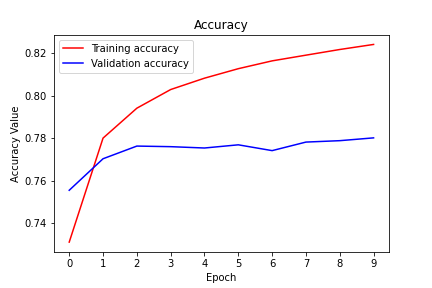 Accuracy
Training accuracy
Validation accuracy
Accuracy Value
0.82
0.80
0.78
0.76
0.74
0 1 2 3 4 5 6 7 8 9
Epoch